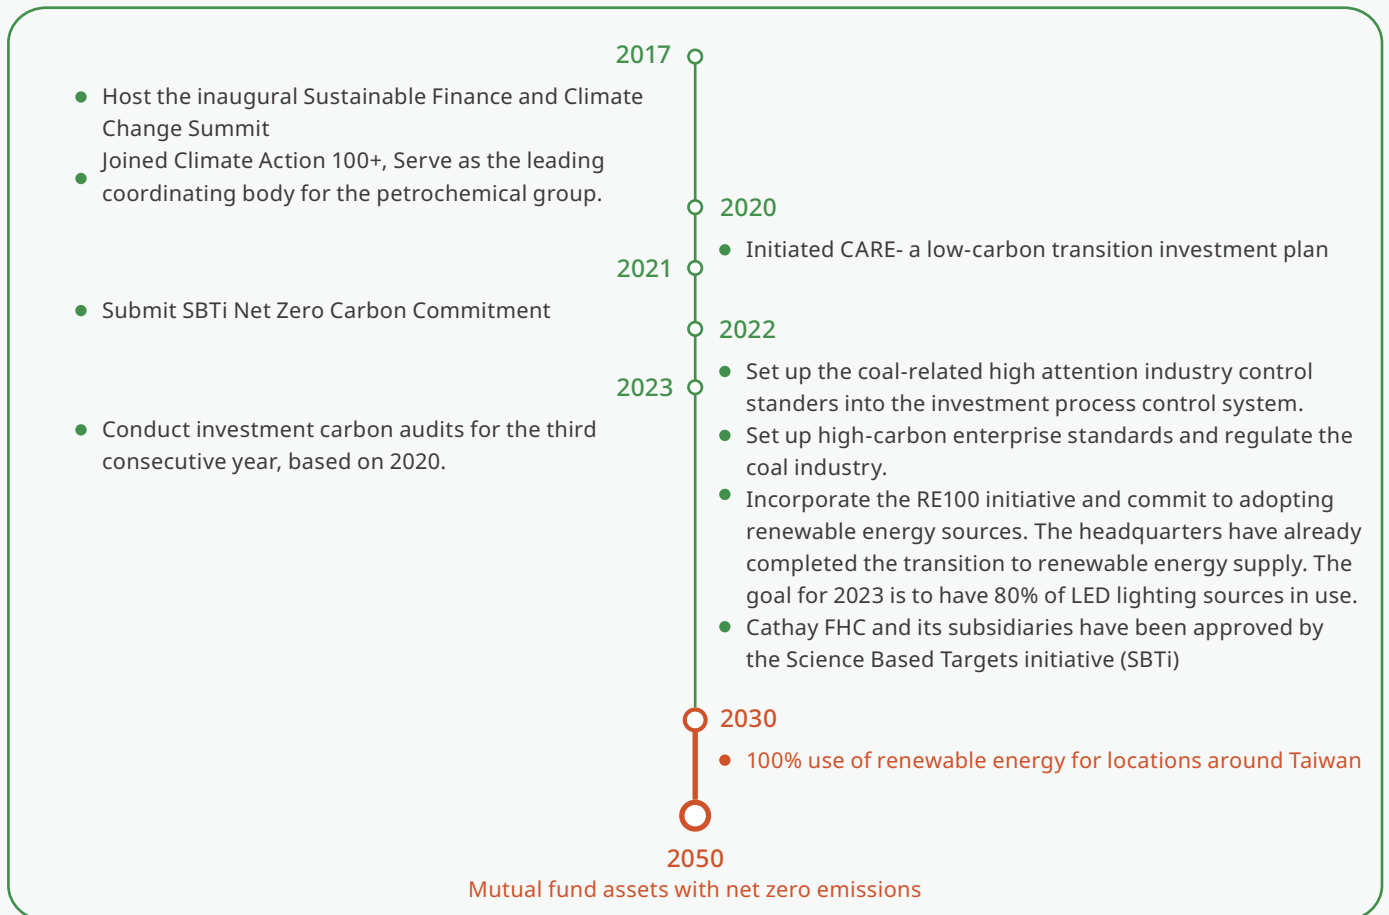 2017
Host the inaugural Sustainable Finance and Climate
Change Summit
Joined Climate Action 100+, Serve as the leading
coordinating body for the petrochemical group.
2020
Initiated CARE- a low-carbon transition investment plan
2021
Submit SBTi Net Zero Carbon Commitment
2022
Set up the coal-related high attention industry control
standers into the investment process control system.
Set up high-carbon enterprise standards and regulate the
coal industry.
Incorporate the RE100 initiative and commit to adopting
renewable energy sources. The headquarters have already
completed the transition to renewable energy supply. The
goal for 2023 is to have 80% of LED lighting sources in use.
Cathay FHC and its subsidiaries have been approved by
the Science Based Targets initiative (SBTi)
2023
Conduct investment carbon audits for the third
consecutive year, based on 2020.
2030
100% use of renewable energy for locations around Taiwan
2050
Mutual fund assets with net zero emissions